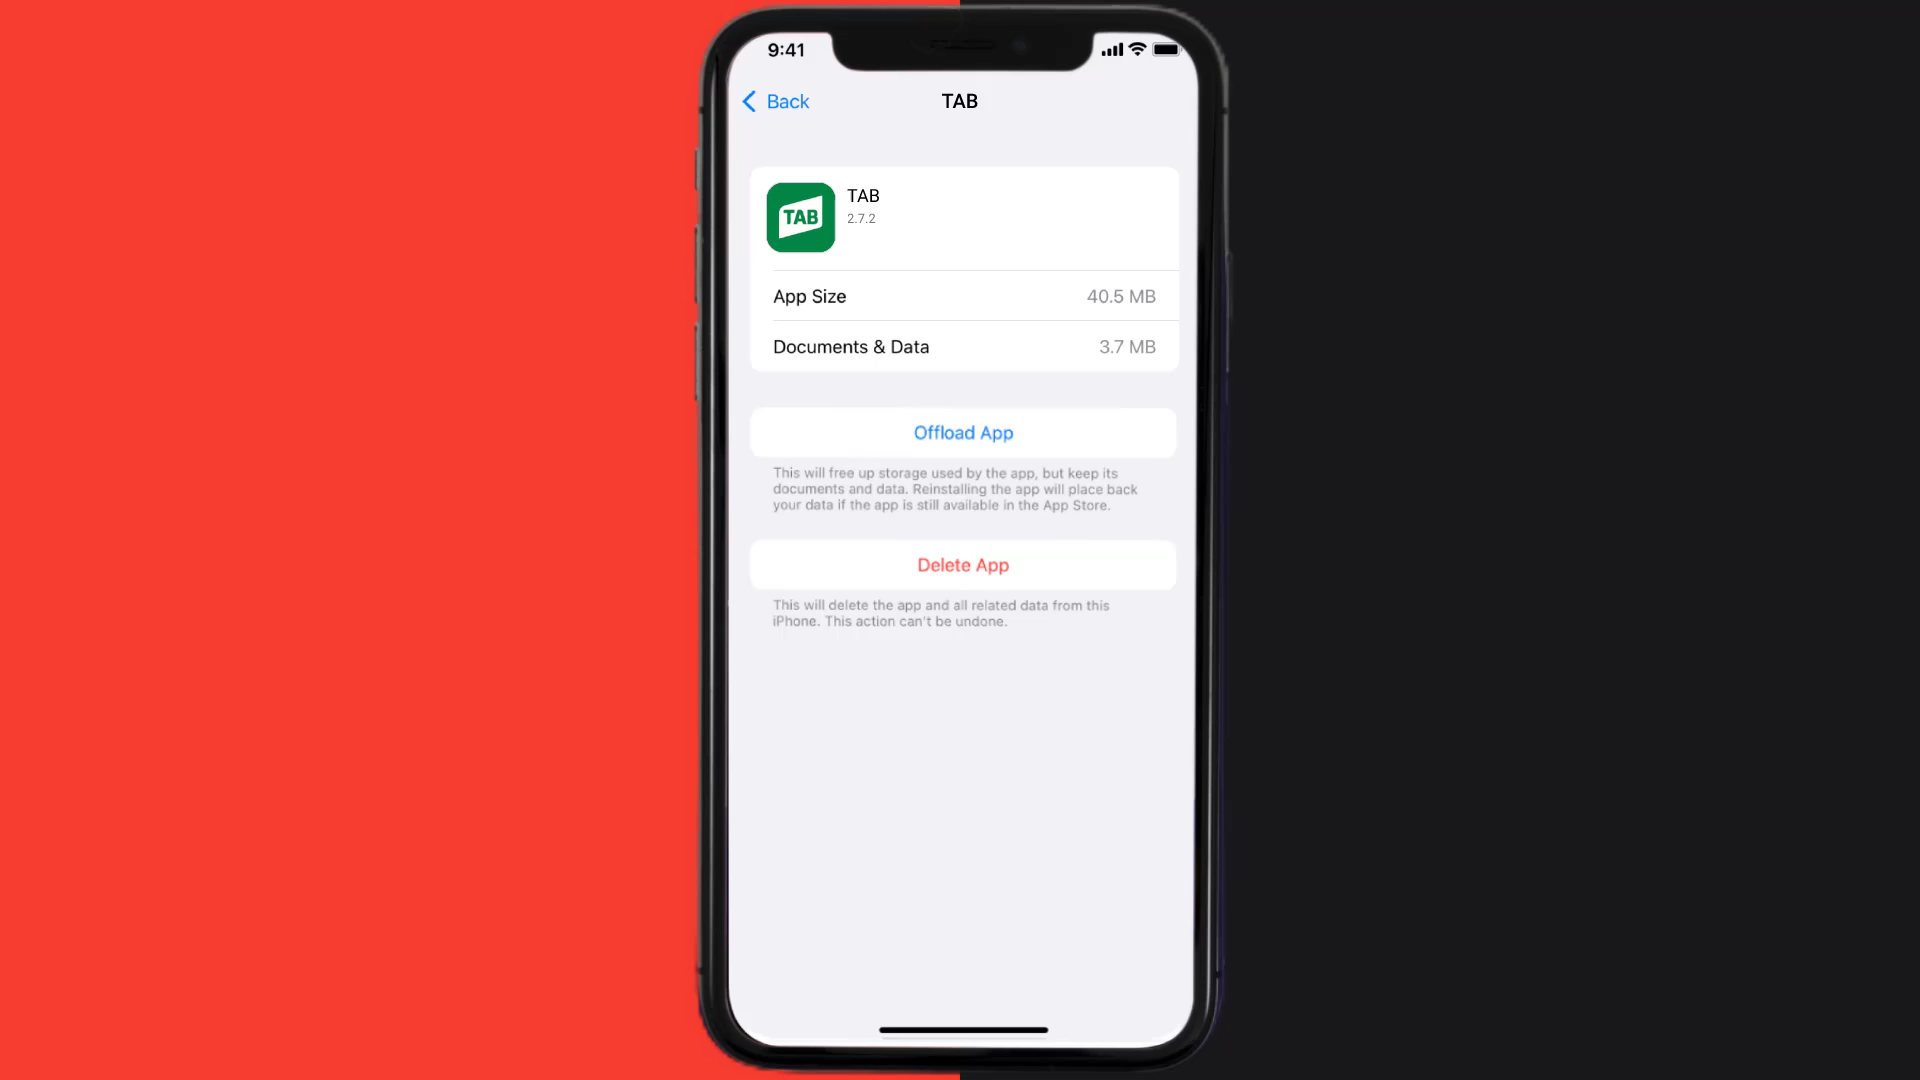 9:41
Back
TAB
TAB
TAB
2.7.2
App Size 40.5 MB
Documents & Data 3.7 MB
Offload App
This will free up storage used by the app, but keep its
documents and data. Reinstalling the app will place back
your data if the app is still available in the App Store.
Delete App
This will delete the app and all related data from this
iPhone. This action can't be undone.